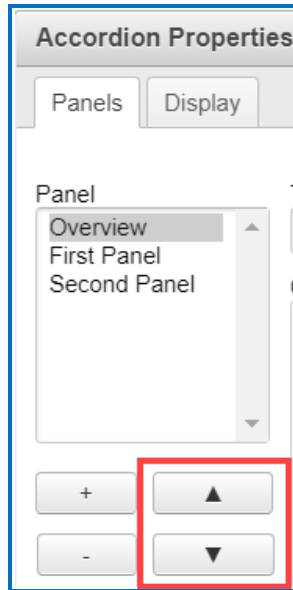 Accordion Properties
Panels Display
Panel
Overview
First Panel
Second Panel
+ ▲
- ▼